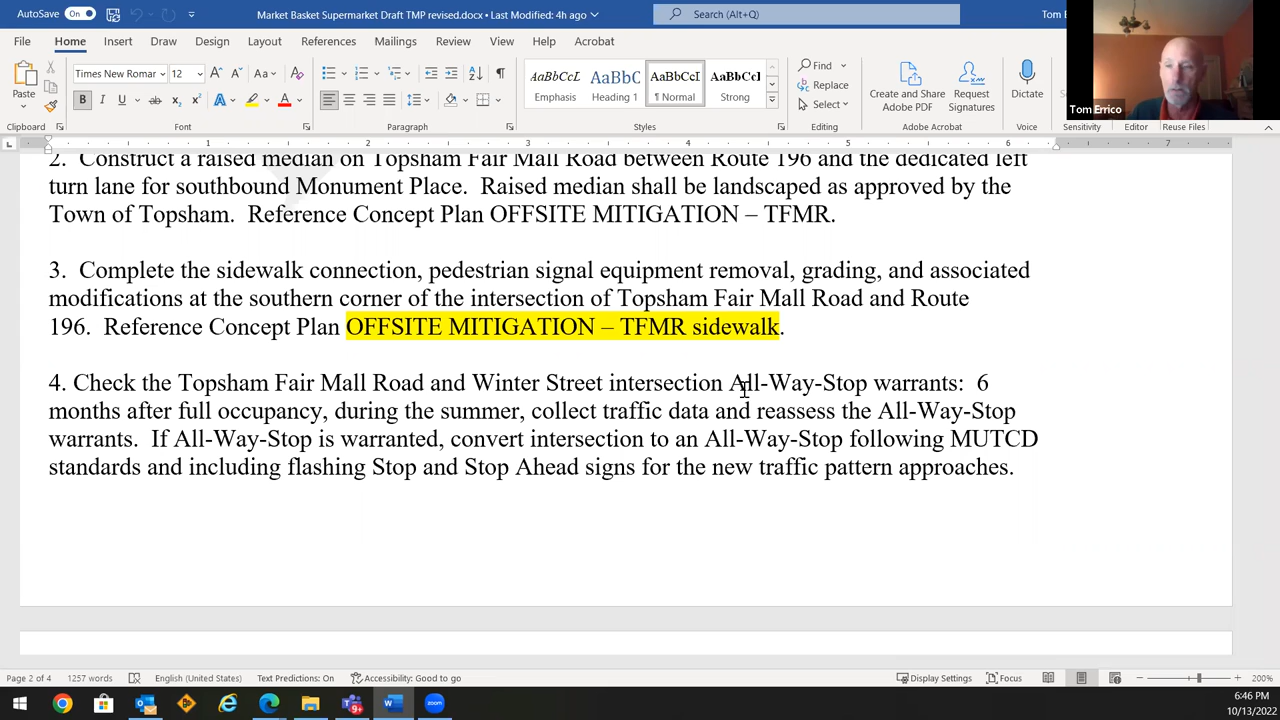 AutoSave On
Market Basket Supermarket Draft TMP revised.docx • Last Modified: 4h ago
Search (Alt+Q)
Tom E
File Home Insert Draw Design Layout References Mailings Review View Help Acrobat
Times New Romar 12
Paste
Clipboard
Font
Paragraph
AaBbCcL Emphasis
AaBbC Heading 1
AaBbCcI ¶ Normal
AaBbCcI Strong
Styles
Find
Replace
Select
Editing
Create and Share Adobe PDF
Request Signatures
Adobe Acrobat
Dictate
Voice
Sensitivity
Editor
Reuse Files
Tom Errico
1 2 3 4 5 6 7
2. Construct a raised median on Topsham Fair Mall Road between Route 196 and the dedicated left
turn lane for southbound Monument Place. Raised median shall be landscaped as approved by the
Town of Topsham. Reference Concept Plan OFFSITE MITIGATION – TFMR.
3. Complete the sidewalk connection, pedestrian signal equipment removal, grading, and associated
modifications at the southern corner of the intersection of Topsham Fair Mall Road and Route
196. Reference Concept Plan OFFSITE MITIGATION – TFMR sidewalk.
4. Check the Topsham Fair Mall Road and Winter Street intersection All-Way-Stop warrants: 6
months after full occupancy, during the summer, collect traffic data and reassess the All-Way-Stop
warrants. If All-Way-Stop is warranted, convert intersection to an All-Way-Stop following MUTCD
standards and including flashing Stop and Stop Ahead signs for the new traffic pattern approaches.
Page 2 of 4 1257 words English (United States) Text Predictions: On Accessibility: Good to go Display Settings Focus 200%
6:46 PM
10/13/2022